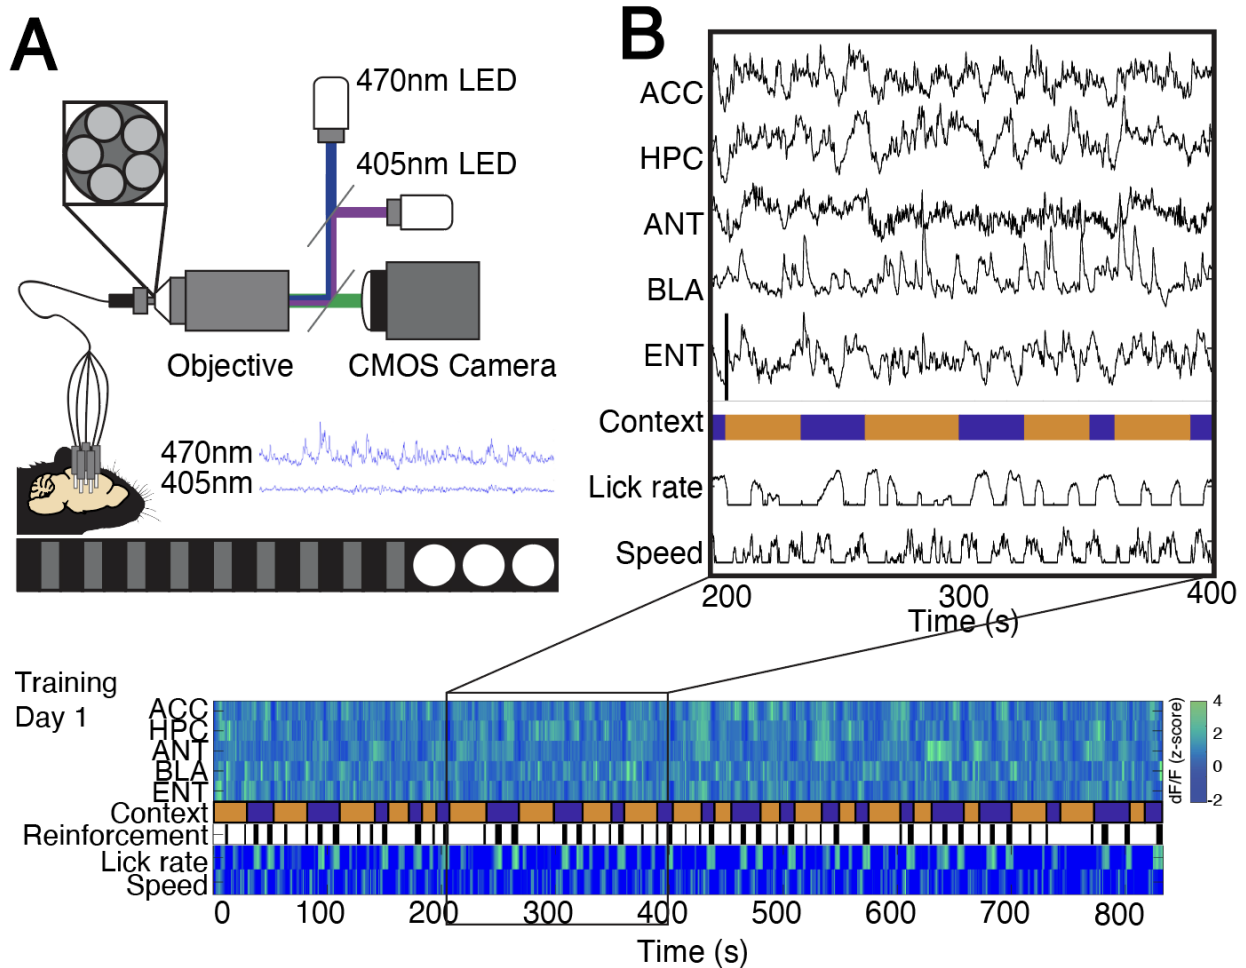 A
470nm LED
405nm LED
Objective
CMOS Camera
470nm
405nm
B
ACC
HPC
ANT
BLA
ENT
Context
Lick rate
Speed
200 300 400
Time (s)
Training
Day 1
ACC
HPC
ANT
BLA
ENT
Context
Reinforcement
Lick rate
Speed
0 100 200 300 400 500 600 700 800
Time (s)
4
2
0
-2
dF/F (z-score)